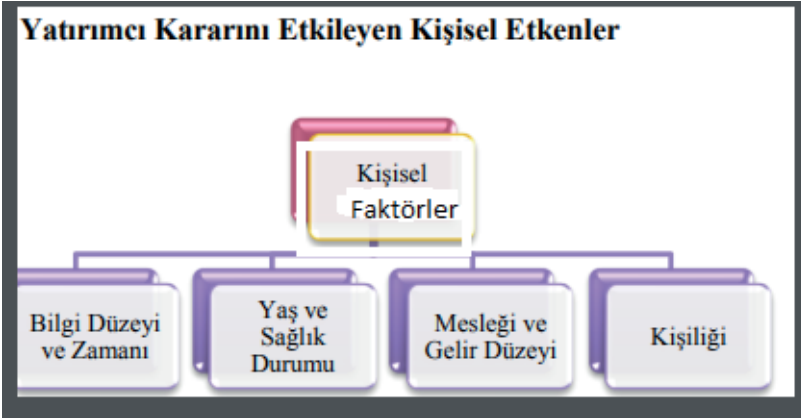 Yatırımcı Kararını Etkileyen Kişisel Etkenler
Kişisel
Faktörler
Bilgi Düzeyi
ve Zamanı
Yaş ve
Sağlık
Durumu
Mesleği ve
Gelir Düzeyi
Kişiliği